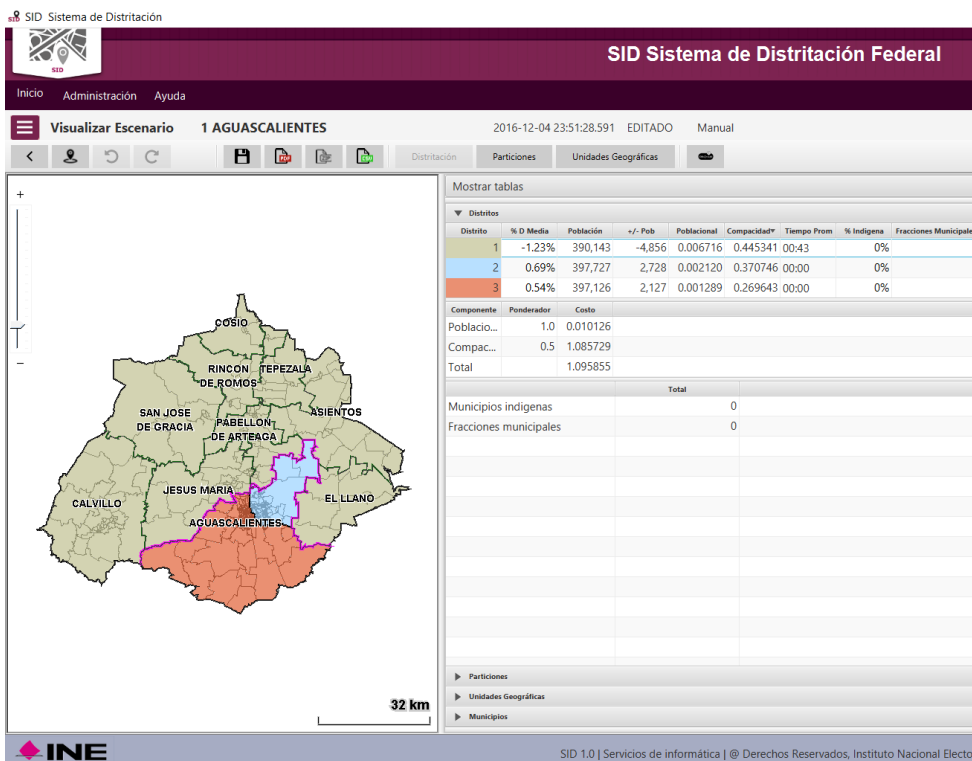 SID SID Sistema de Distritación
SID
SID Sistema de Distritación Federal
Inicio Administración Ayuda
Visualizar Escenario 1 AGUASCALIENTES 2016-12-04 23:51:28.591 EDITADO Manual
Distritación Particiones Unidades Geográficas
Mostrar tablas
Distritos
Distrito % D Media Población +/- Pob Poblacional Compacidad Tiempo Prom % Indigena Fracciones Municipale
1 -1.23% 390,143 -4,856 0.006716 0.445341 00:43 0%
2 0.69% 397,727 2,728 0.002120 0.370746 00:00 0%
3 0.54% 397,126 2,127 0.001289 0.269643 00:00 0%
Componente Ponderador Costo
Poblacio... 1.0 0.010126
Compac... 0.5 1.085729
Total 1.095855
Total
Municipios indigenas 0
Fracciones municipales 0
Particiones
Unidades Geográficas
Municipios
+
−
COSIO
RINCON
DE ROMOS
TEPEZALA
SAN JOSE
DE GRACIA
PABELLON
DE ARTEAGA
ASIENTOS
JESUS MARIA
EL LLANO
CALVILLO
AGUASCALIENTES
32 km
INE
SID 1.0 | Servicios de informática | @ Derechos Reservados, Instituto Nacional Electo